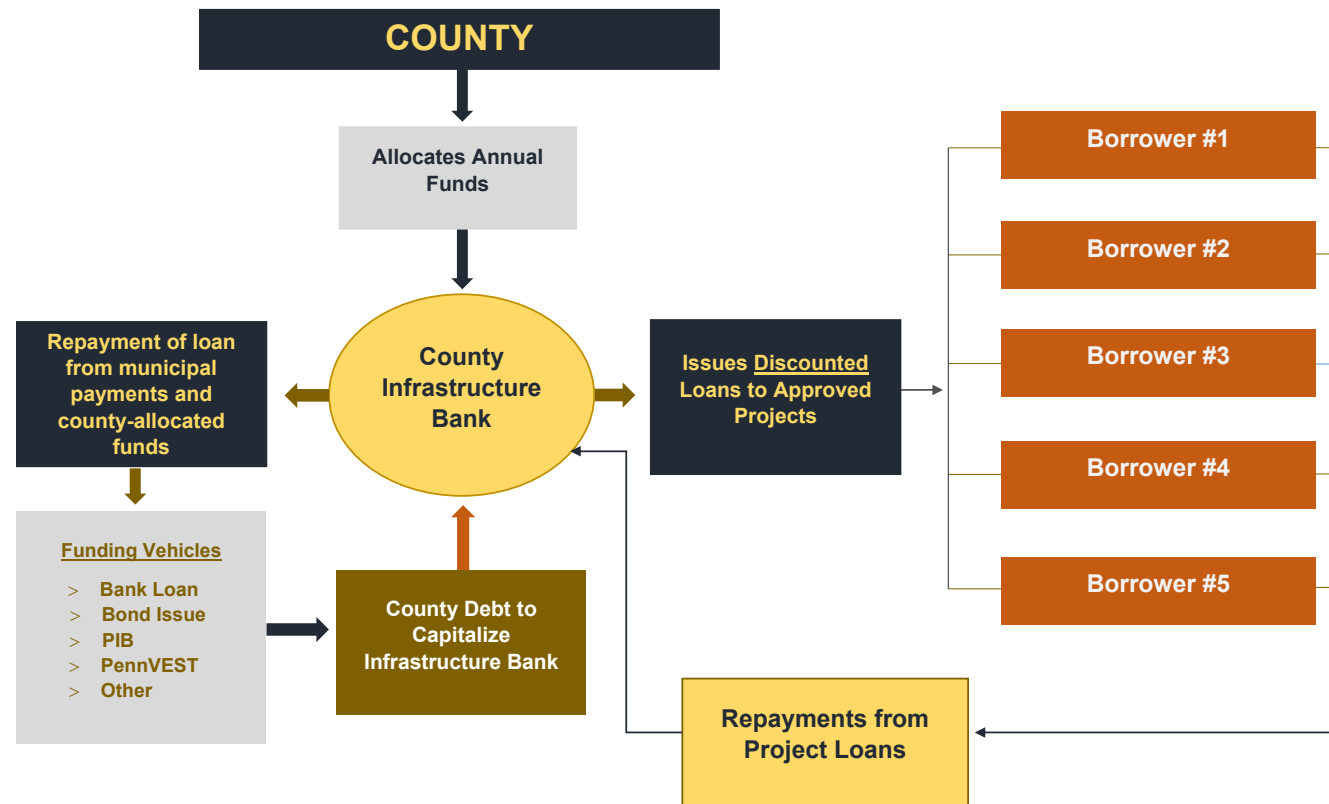 COUNTY
Allocates Annual
Funds
County
Infrastructure
Bank
Repayment of loan
from municipal
payments and
county-allocated
funds
Funding Vehicles
> Bank Loan
> Bond Issue
> PIB
> PennVEST
> Other
County Debt to
Capitalize
Infrastructure Bank
Issues Discounted
Loans to Approved
Projects
Borrower #1
Borrower #2
Borrower #3
Borrower #4
Borrower #5
Repayments from
Project Loans